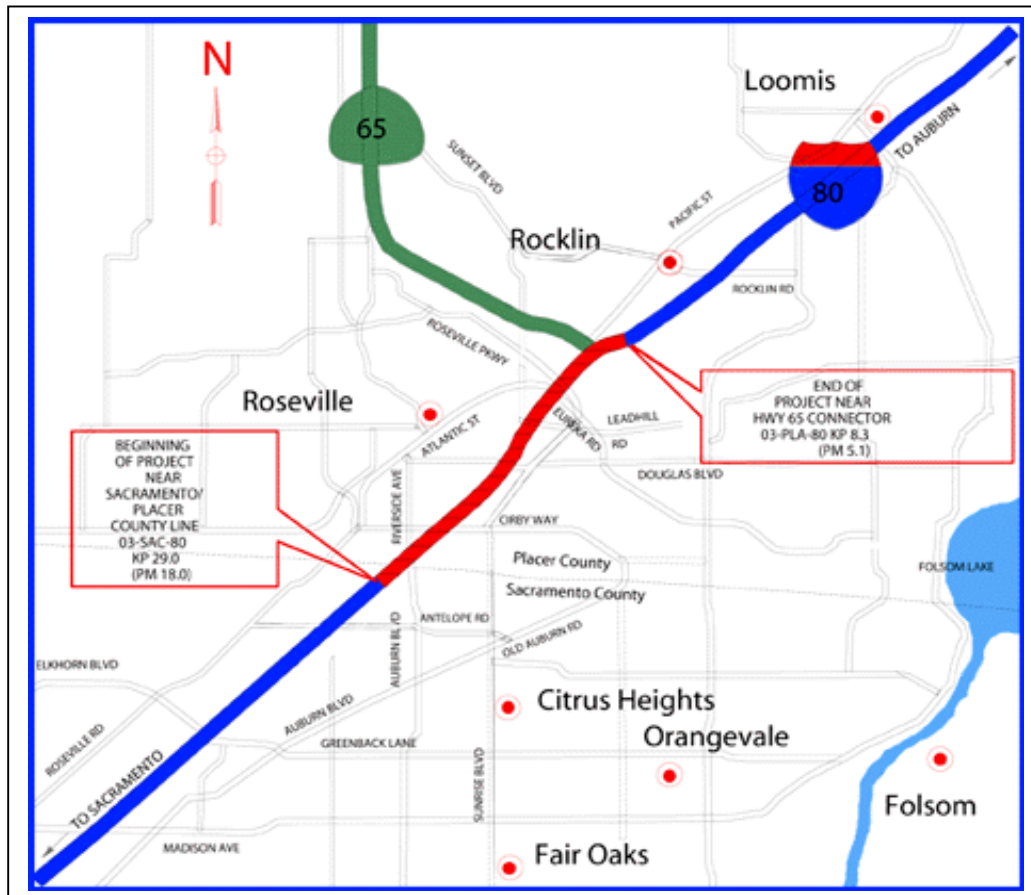 N
Loomis
65
TO AUBURN
SUNSET BLVD
80
PACIFIC ST
Rocklin
ROCKLIN RD
ROSEVILLE PKWY
END OF
PROJECT NEAR
HWY 65 CONNECTOR
03-PLA-80 KP 8.3
(PM 5.1)
Roseville
ATLANTIC ST
EUREKA RD
LEADHILL
RD
BEGINNING
OF PROJECT
NEAR
SACRAMENTO/
PLACER
COUNTY LINE
03-SAC-80
KP 29.0
(PM 18.0)
RIVERSIDE AVE
DOUGLAS BLVD
CIRBY WAY
Placer County
FOLSOM LAKE
Sacramento County
ANTELOPE RD
OLD AUBURN RD
ELKHORN BLVD
AUBURN BLVD
AUBURN BLVD
Citrus Heights
ROSEVILLE RD
GREENBACK LANE
Orangevale
TO SACRAMENTO
SUNRISE BLVD
Folsom
MADISON AVE
Fair Oaks